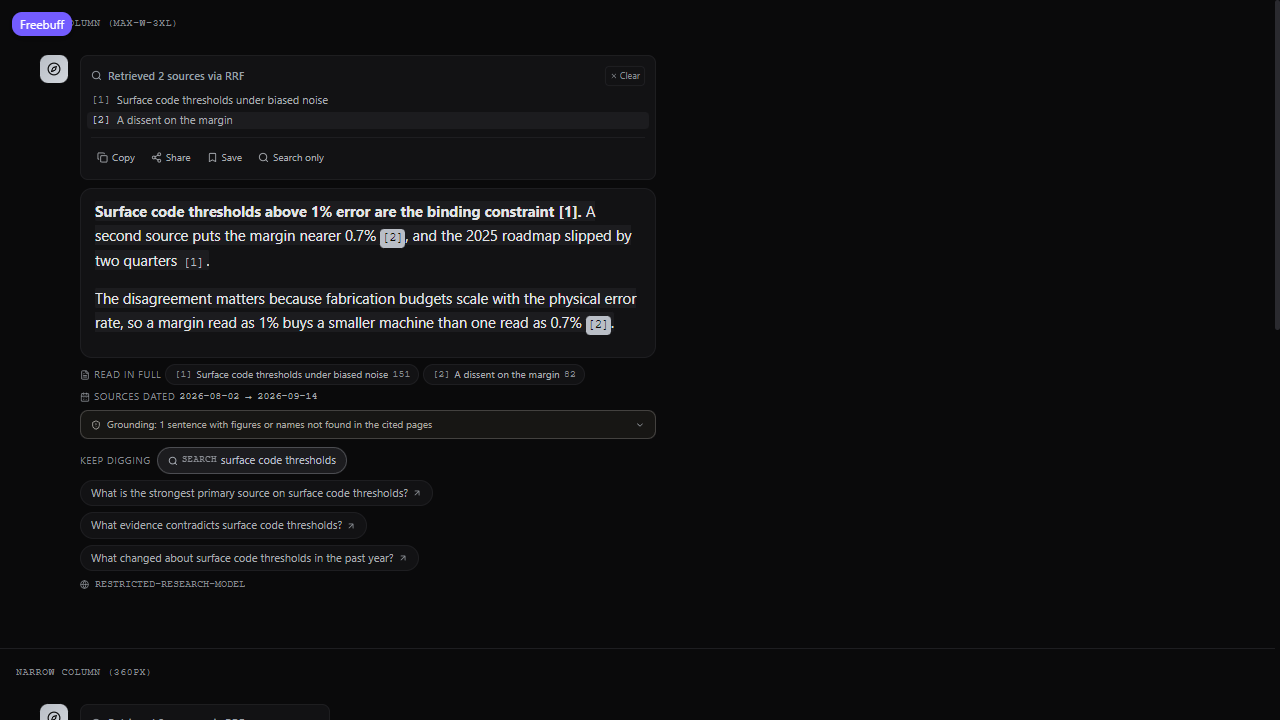 Freebuff
COLUMN (MAX-W-3XL)
Retrieved 2 sources via RRF
× Clear
[1] Surface code thresholds under biased noise
[2] A dissent on the margin
Copy Share Save Search only
Surface code thresholds above 1% error are the binding constraint [1]. A
second source puts the margin nearer 0.7% [2], and the 2025 roadmap slipped by
two quarters [1].
The disagreement matters because fabrication budgets scale with the physical error
rate, so a margin read as 1% buys a smaller machine than one read as 0.7% [2].
READ IN FULL [1] Surface code thresholds under biased noise 151 [2] A dissent on the margin 82
SOURCES DATED 2026-08-02 → 2026-09-14
Grounding: 1 sentence with figures or names not found in the cited pages
KEEP DIGGING SEARCH surface code thresholds
What is the strongest primary source on surface code thresholds? ↗
What evidence contradicts surface code thresholds? ↗
What changed about surface code thresholds in the past year? ↗
RESTRICTED-RESEARCH-MODEL
NARROW COLUMN (360PX)